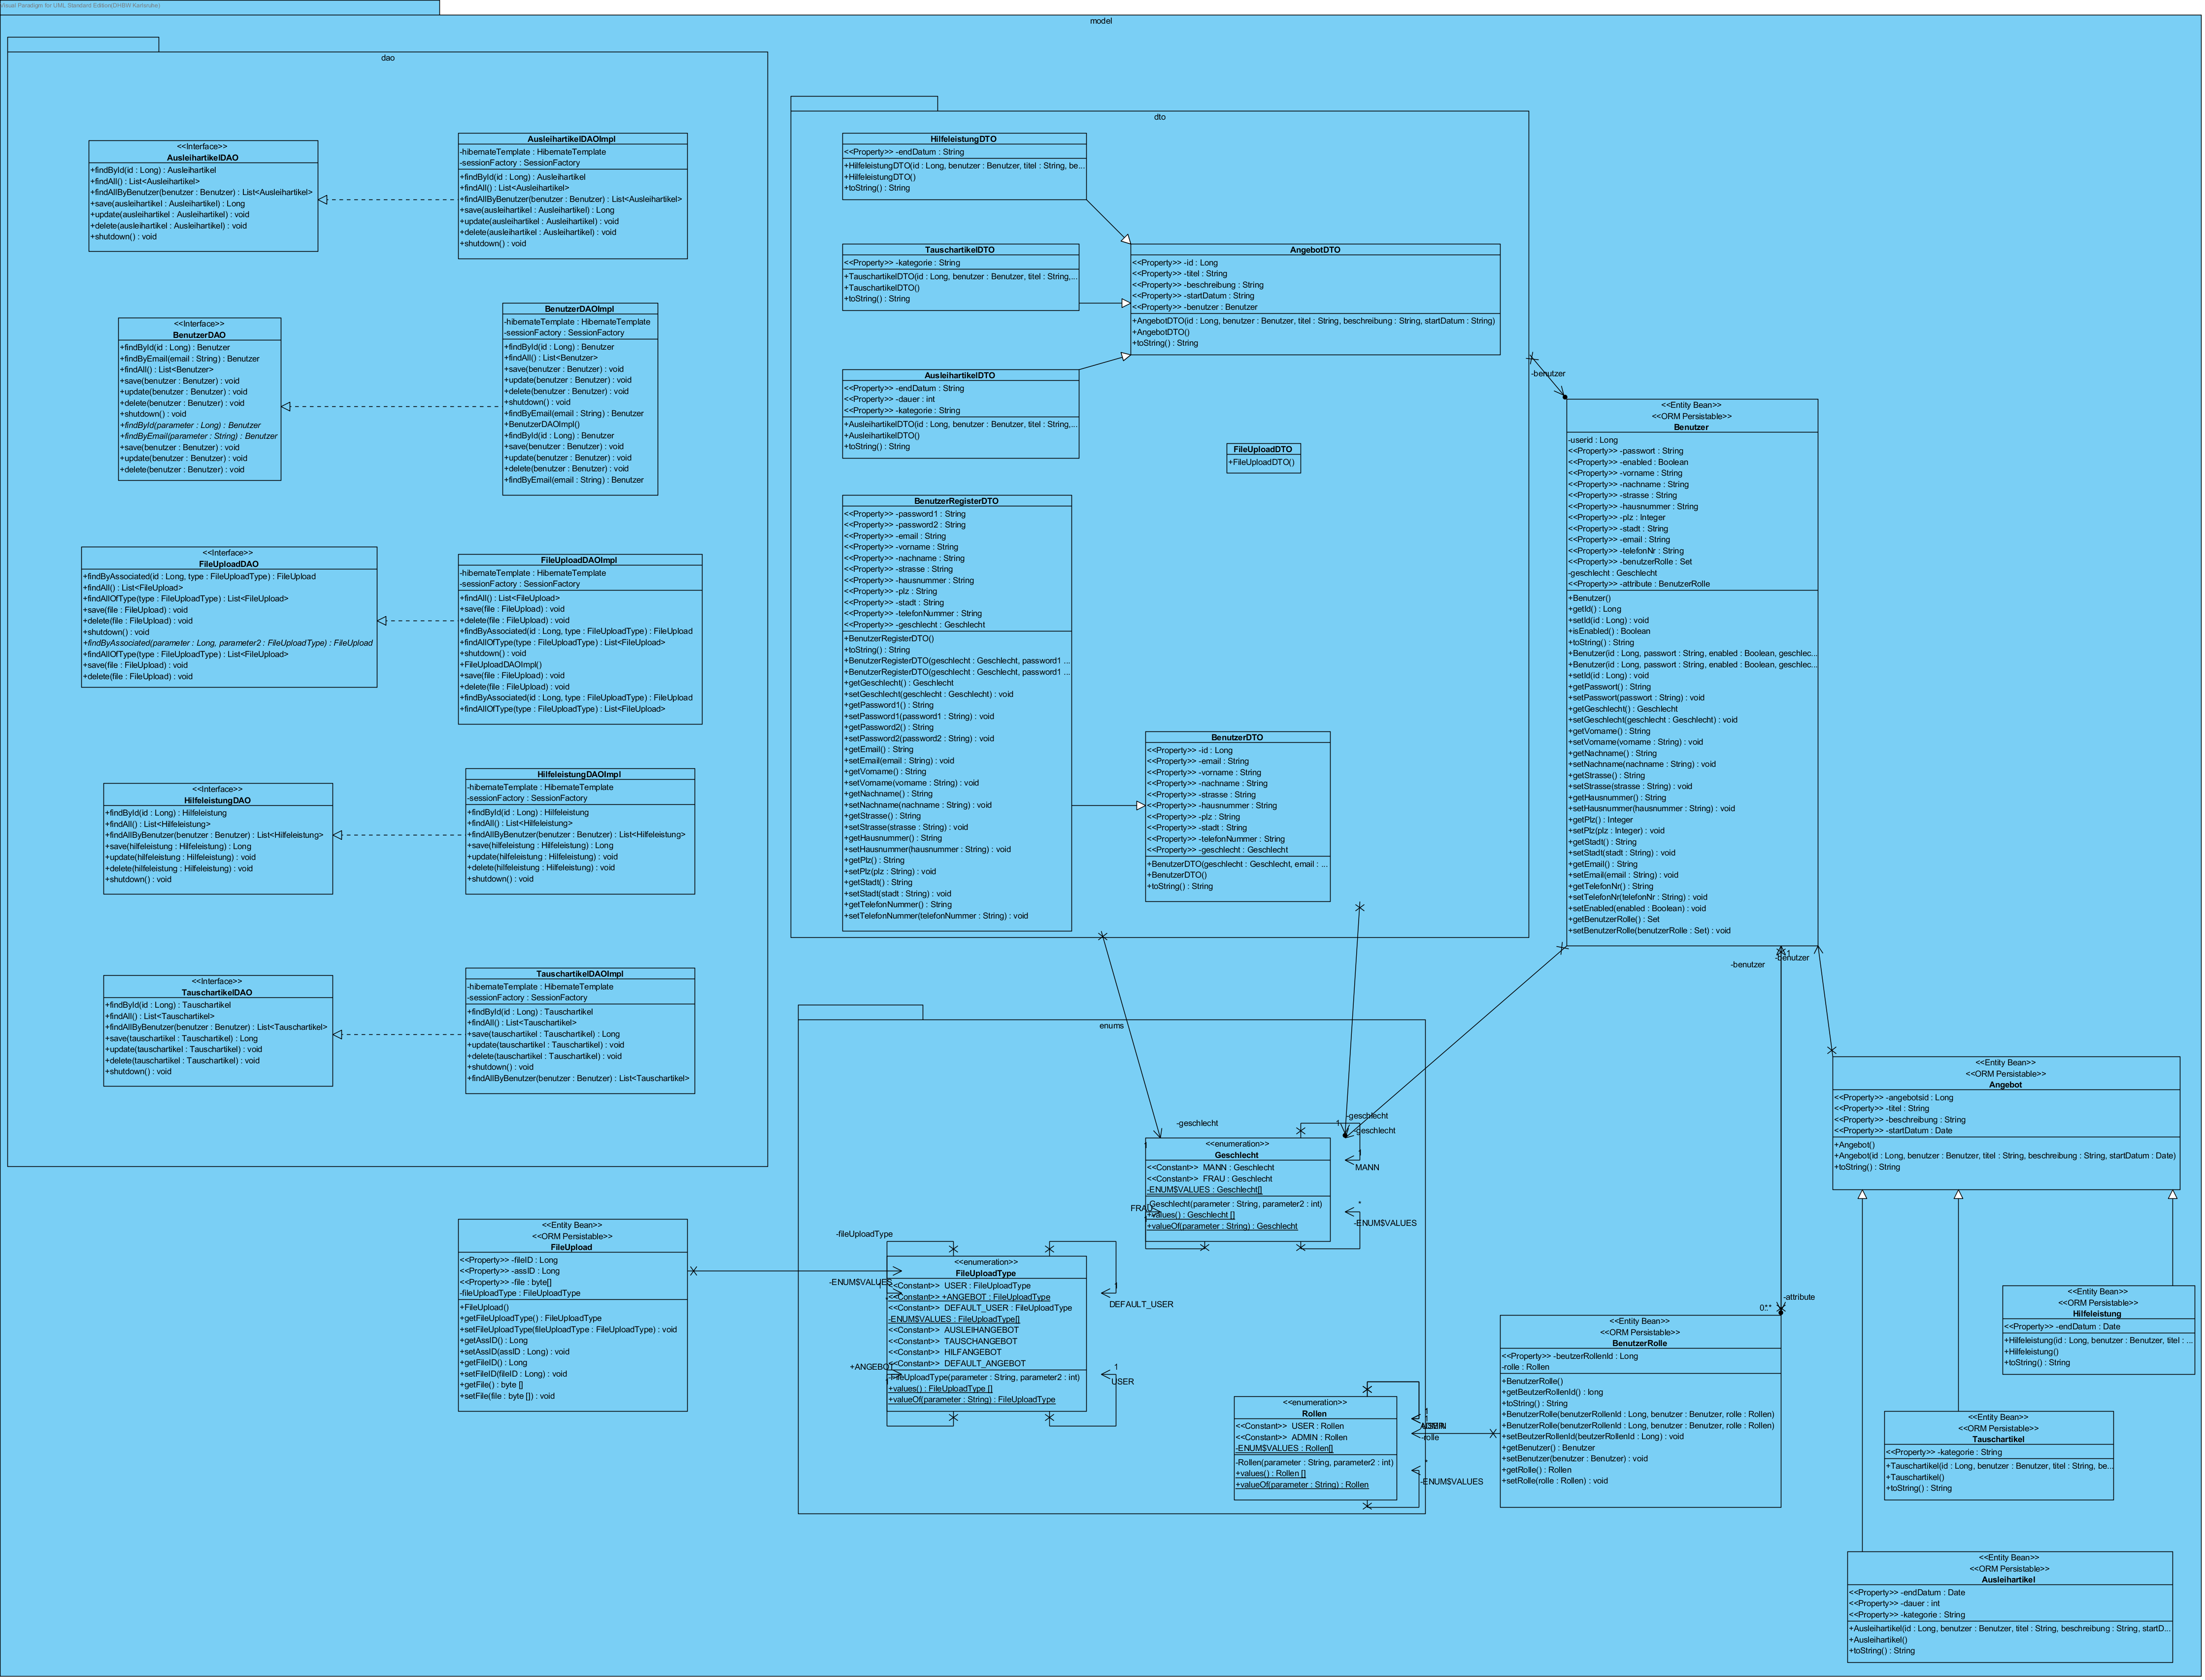 Visual Paradigm for UML Standard Edition(DHBW Karlsruhe)
model
dao
<<Interface>>
AusleihartikelDAO
+findById(id : Long) : Ausleihartikel
+findAll() : List<Ausleihartikel>
+findAllByBenutzer(benutzer : Benutzer) : List<Ausleihartikel>
+save(ausleihartikel : Ausleihartikel) : Long
+update(ausleihartikel : Ausleihartikel) : void
+delete(ausleihartikel : Ausleihartikel) : void
+shutdown() : void
AusleihartikelDAOImpl
-hibernateTemplate : HibernateTemplate
-sessionFactory : SessionFactory
+findById(id : Long) : Ausleihartikel
+findAll() : List<Ausleihartikel>
+findAllByBenutzer(benutzer : Benutzer) : List<Ausleihartikel>
+save(ausleihartikel : Ausleihartikel) : Long
+update(ausleihartikel : Ausleihartikel) : void
+delete(ausleihartikel : Ausleihartikel) : void
+shutdown() : void
<<Interface>>
BenutzerDAO
+findById(id : Long) : Benutzer
+findByEmail(email : String) : Benutzer
+findAll() : List<Benutzer>
+save(benutzer : Benutzer) : void
+update(benutzer : Benutzer) : void
+delete(benutzer : Benutzer) : void
+shutdown() : void
+findById(parameter : Long) : Benutzer
+findByEmail(parameter : String) : Benutzer
+save(benutzer : Benutzer) : void
+update(benutzer : Benutzer) : void
+delete(benutzer : Benutzer) : void
BenutzerDAOImpl
-hibernateTemplate : HibernateTemplate
-sessionFactory : SessionFactory
+findById(id : Long) : Benutzer
+findAll() : List<Benutzer>
+save(benutzer : Benutzer) : void
+update(benutzer : Benutzer) : void
+delete(benutzer : Benutzer) : void
+shutdown() : void
+findByEmail(email : String) : Benutzer
+BenutzerDAOImpl()
+findById(id : Long) : Benutzer
+save(benutzer : Benutzer) : void
+update(benutzer : Benutzer) : void
+delete(benutzer : Benutzer) : void
+findByEmail(email : String) : Benutzer
<<Interface>>
FileUploadDAO
+findByAssociated(id : Long, type : FileUploadType) : FileUpload
+findAll() : List<FileUpload>
+findAllOfType(type : FileUploadType) : List<FileUpload>
+save(file : FileUpload) : void
+delete(file : FileUpload) : void
+shutdown() : void
+findByAssociated(parameter : Long, parameter2 : FileUploadType) : FileUpload
+findAllOfType(type : FileUploadType) : List<FileUpload>
+save(file : FileUpload) : void
+delete(file : FileUpload) : void
FileUploadDAOImpl
-hibernateTemplate : HibernateTemplate
-sessionFactory : SessionFactory
+findAll() : List<FileUpload>
+save(file : FileUpload) : void
+delete(file : FileUpload) : void
+findByAssociated(id : Long, type : FileUploadType) : FileUpload
+findAllOfType(type : FileUploadType) : List<FileUpload>
+shutdown() : void
+FileUploadDAOImpl()
+save(file : FileUpload) : void
+delete(file : FileUpload) : void
+findByAssociated(id : Long, type : FileUploadType) : FileUpload
+findAllOfType(type : FileUploadType) : List<FileUpload>
<<Interface>>
HilfeleistungDAO
+findById(id : Long) : Hilfeleistung
+findAll() : List<Hilfeleistung>
+findAllByBenutzer(benutzer : Benutzer) : List<Hilfeleistung>
+save(hilfeleistung : Hilfeleistung) : Long
+update(hilfeleistung : Hilfeleistung) : void
+delete(hilfeleistung : Hilfeleistung) : void
+shutdown() : void
HilfeleistungDAOImpl
-hibernateTemplate : HibernateTemplate
-sessionFactory : SessionFactory
+findById(id : Long) : Hilfeleistung
+findAll() : List<Hilfeleistung>
+findAllByBenutzer(benutzer : Benutzer) : List<Hilfeleistung>
+save(hilfeleistung : Hilfeleistung) : Long
+update(hilfeleistung : Hilfeleistung) : void
+delete(hilfeleistung : Hilfeleistung) : void
+shutdown() : void
<<Interface>>
TauschartikelDAO
+findById(id : Long) : Tauschartikel
+findAll() : List<Tauschartikel>
+findAllByBenutzer(benutzer : Benutzer) : List<Tauschartikel>
+save(tauschartikel : Tauschartikel) : Long
+update(tauschartikel : Tauschartikel) : void
+delete(tauschartikel : Tauschartikel) : void
+shutdown() : void
TauschartikelDAOImpl
-hibernateTemplate : HibernateTemplate
-sessionFactory : SessionFactory
+findById(id : Long) : Tauschartikel
+findAll() : List<Tauschartikel>
+save(tauschartikel : Tauschartikel) : Long
+update(tauschartikel : Tauschartikel) : void
+delete(tauschartikel : Tauschartikel) : void
+shutdown() : void
+findAllByBenutzer(benutzer : Benutzer) : List<Tauschartikel>
dto
HilfeleistungDTO
<<Property>> -endDatum : String
+HilfeleistungDTO(id : Long, benutzer : Benutzer, titel : String, be...
+HilfeleistungDTO()
+toString() : String
TauschartikelDTO
<<Property>> -kategorie : String
+TauschartikelDTO(id : Long, benutzer : Benutzer, titel : String,...
+TauschartikelDTO()
+toString() : String
AngebotDTO
<<Property>> -id : Long
<<Property>> -titel : String
<<Property>> -beschreibung : String
<<Property>> -startDatum : String
<<Property>> -benutzer : Benutzer
+AngebotDTO(id : Long, benutzer : Benutzer, titel : String, beschreibung : String, startDatum : String)
+AngebotDTO()
+toString() : String
AusleihartikelDTO
<<Property>> -endDatum : String
<<Property>> -dauer : int
<<Property>> -kategorie : String
+AusleihartikelDTO(id : Long, benutzer : Benutzer, titel : String,...
+AusleihartikelDTO()
+toString() : String
FileUploadDTO
+FileUploadDTO()
BenutzerRegisterDTO
<<Property>> -password1 : String
<<Property>> -password2 : String
<<Property>> -email : String
<<Property>> -vorname : String
<<Property>> -nachname : String
<<Property>> -strasse : String
<<Property>> -hausnummer : String
<<Property>> -plz : String
<<Property>> -stadt : String
<<Property>> -telefonNummer : String
<<Property>> -geschlecht : Geschlecht
+BenutzerRegisterDTO()
+toString() : String
+BenutzerRegisterDTO(geschlecht : Geschlecht, password1 ...
+BenutzerRegisterDTO(geschlecht : Geschlecht, password1 ...
+getGeschlecht() : Geschlecht
+setGeschlecht(geschlecht : Geschlecht) : void
+getPassword1() : String
+setPassword1(password1 : String) : void
+getPassword2() : String
+setPassword2(password2 : String) : void
+getEmail() : String
+setEmail(email : String) : void
+getVorname() : String
+setVorname(vorname : String) : void
+getNachname() : String
+setNachname(nachname : String) : void
+getStrasse() : String
+setStrasse(strasse : String) : void
+getHausnummer() : String
+setHausnummer(hausnummer : String) : void
+getPlz() : String
+setPlz(plz : String) : void
+getStadt() : String
+setStadt(stadt : String) : void
+getTelefonNummer() : String
+setTelefonNummer(telefonNummer : String) : void
BenutzerDTO
<<Property>> -id : Long
<<Property>> -email : String
<<Property>> -vorname : String
<<Property>> -nachname : String
<<Property>> -strasse : String
<<Property>> -hausnummer : String
<<Property>> -plz : String
<<Property>> -stadt : String
<<Property>> -telefonNummer : String
<<Property>> -geschlecht : Geschlecht
+BenutzerDTO(geschlecht : Geschlecht, email : ...
+BenutzerDTO()
+toString() : String
-benutzer
<<Entity Bean>>
<<ORM Persistable>>
Benutzer
-userid : Long
<<Property>> -passwort : String
<<Property>> -enabled : Boolean
<<Property>> -vorname : String
<<Property>> -nachname : String
<<Property>> -strasse : String
<<Property>> -hausnummer : String
<<Property>> -plz : Integer
<<Property>> -stadt : String
<<Property>> -email : String
<<Property>> -telefonNr : String
<<Property>> -benutzerRolle : Set
-geschlecht : Geschlecht
<<Property>> -attribute : BenutzerRolle
+Benutzer()
+getId() : Long
+setId(id : Long) : void
+isEnabled() : Boolean
+toString() : String
+Benutzer(id : Long, passwort : String, enabled : Boolean, geschlec...
+Benutzer(id : Long, passwort : String, enabled : Boolean, geschlec...
+setId(id : Long) : void
+getPasswort() : String
+setPasswort(passwort : String) : void
+getGeschlecht() : Geschlecht
+setGeschlecht(geschlecht : Geschlecht) : void
+getVorname() : String
+setVorname(vorname : String) : void
+getNachname() : String
+setNachname(nachname : String) : void
+getStrasse() : String
+setStrasse(strasse : String) : void
+getHausnummer() : String
+setHausnummer(hausnummer : String) : void
+getPlz() : Integer
+setPlz(plz : Integer) : void
+getStadt() : String
+setStadt(stadt : String) : void
+getEmail() : String
+setEmail(email : String) : void
+getTelefonNr() : String
+setTelefonNr(telefonNr : String) : void
+setEnabled(enabled : Boolean) : void
+getBenutzerRolle() : Set
+setBenutzerRolle(benutzerRolle : Set) : void
-benutzer
-benutzer
enums
-geschlecht
-geschlecht
-geschlecht
1
<<enumeration>>
Geschlecht
<<Constant>> MANN : Geschlecht
<<Constant>> FRAU : Geschlecht
-ENUM$VALUES : Geschlecht[]
-Geschlecht(parameter : String, parameter2 : int)
+values() : Geschlecht []
+valueOf(parameter : String) : Geschlecht
MANN
FRAU
*
-ENUM$VALUES
-fileUploadType
-ENUM$VALUES
<<enumeration>>
FileUploadType
<<Constant>> USER : FileUploadType
<<Constant>> +ANGEBOT : FileUploadType
<<Constant>> DEFAULT_USER : FileUploadType
-ENUM$VALUES : FileUploadType[]
<<Constant>> AUSLEIHANGEBOT
<<Constant>> TAUSCHANGEBOT
<<Constant>> HILFANGEBOT
<<Constant>> DEFAULT_ANGEBOT
-FileUploadType(parameter : String, parameter2 : int)
+values() : FileUploadType []
+valueOf(parameter : String) : FileUploadType
1
DEFAULT_USER
+ANGEBOT
1
USER
<<enumeration>>
Rollen
<<Constant>> USER : Rollen
<<Constant>> ADMIN : Rollen
-ENUM$VALUES : Rollen[]
-Rollen(parameter : String, parameter2 : int)
+values() : Rollen []
+valueOf(parameter : String) : Rollen
-rolle
-ENUM$VALUES
<<Entity Bean>>
<<ORM Persistable>>
FileUpload
<<Property>> -fileID : Long
<<Property>> -assID : Long
<<Property>> -file : byte[]
-fileUploadType : FileUploadType
+FileUpload()
+getFileUploadType() : FileUploadType
+setFileUploadType(fileUploadType : FileUploadType) : void
+getAssID() : Long
+setAssID(assID : Long) : void
+getFileID() : Long
+setFileID(fileID : Long) : void
+getFile() : byte []
+setFile(file : byte []) : void
-attribute
0..*
<<Entity Bean>>
<<ORM Persistable>>
BenutzerRolle
<<Property>> -beutzerRollenId : Long
-rolle : Rollen
+BenutzerRolle()
+getBeutzerRollenId() : long
+toString() : String
+BenutzerRolle(benutzerRollenId : Long, benutzer : Benutzer, rolle : Rollen)
+BenutzerRolle(benutzerRollenId : Long, benutzer : Benutzer, rolle : Rollen)
+setBeutzerRollenId(beutzerRollenId : Long) : void
+getBenutzer() : Benutzer
+setBenutzer(benutzer : Benutzer) : void
+getRolle() : Rollen
+setRolle(rolle : Rollen) : void
<<Entity Bean>>
<<ORM Persistable>>
Angebot
<<Property>> -angebotsid : Long
<<Property>> -titel : String
<<Property>> -beschreibung : String
<<Property>> -startDatum : Date
+Angebot()
+Angebot(id : Long, benutzer : Benutzer, titel : String, beschreibung : String, startDatum : Date)
+toString() : String
<<Entity Bean>>
<<ORM Persistable>>
Hilfeleistung
<<Property>> -endDatum : Date
+Hilfeleistung(id : Long, benutzer : Benutzer, titel : ...
+Hilfeleistung()
+toString() : String
<<Entity Bean>>
<<ORM Persistable>>
Tauschartikel
<<Property>> -kategorie : String
+Tauschartikel(id : Long, benutzer : Benutzer, titel : String, be...
+Tauschartikel()
+toString() : String
<<Entity Bean>>
<<ORM Persistable>>
Ausleihartikel
<<Property>> -endDatum : Date
<<Property>> -dauer : int
<<Property>> -kategorie : String
+Ausleihartikel(id : Long, benutzer : Benutzer, titel : String, beschreibung : String, startD...
+Ausleihartikel()
+toString() : String